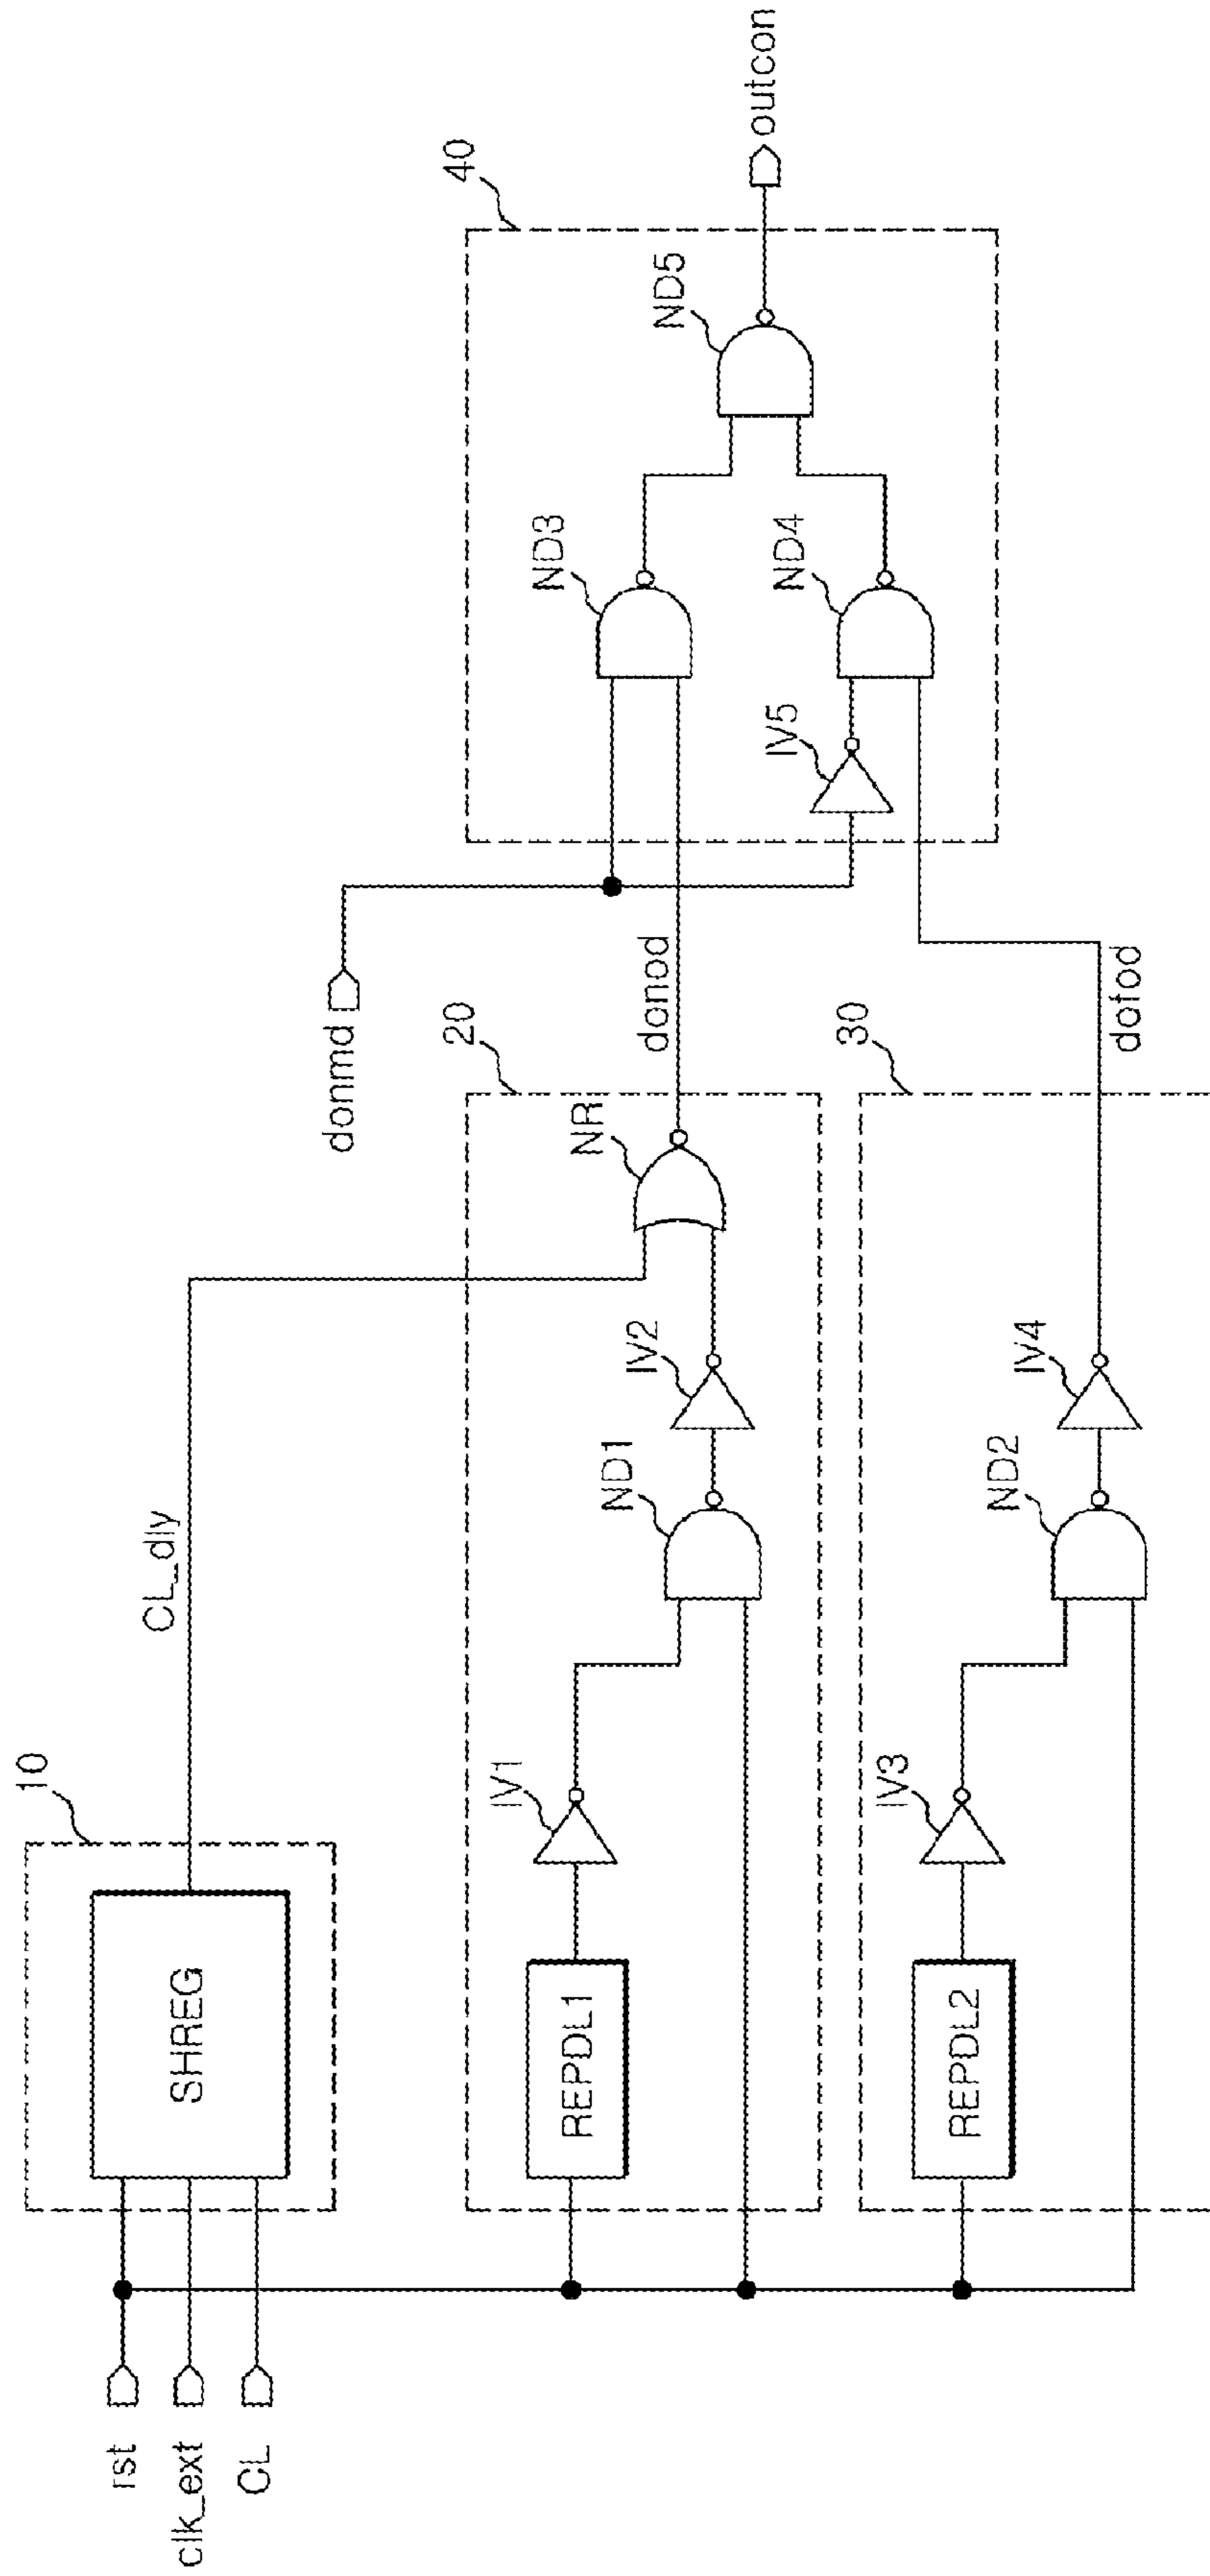 10
rst
clk_ext
CL
SHREG
CL_dly
20
REPDL1
IV1
ND1
IV2
NR
donod
donmd
30
REPDL2
IV3
ND2
IV4
dofod
40
ND3
IV5
ND4
ND5
outcon